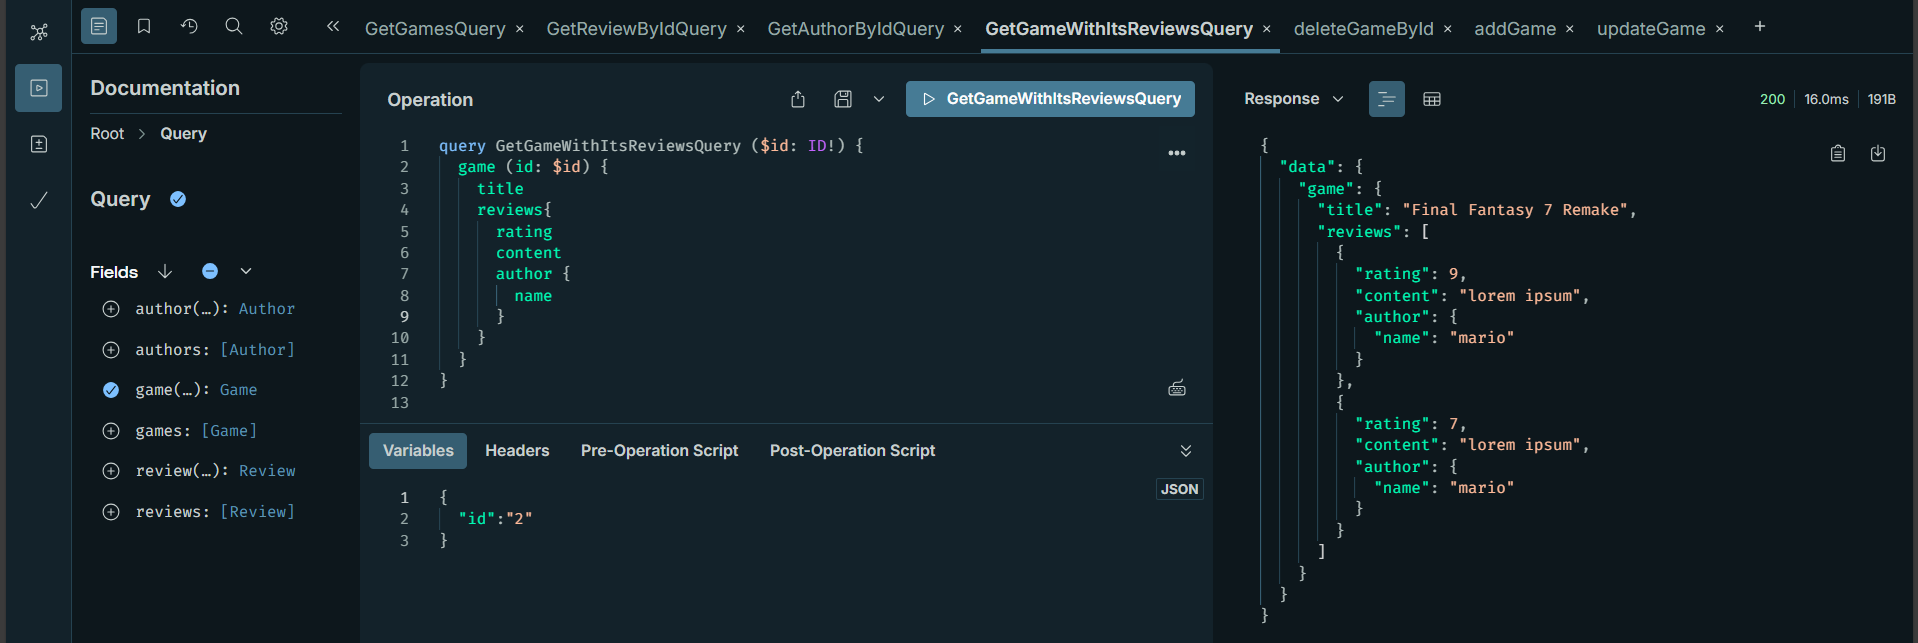 GetGamesQuery × GetReviewByIdQuery × GetAuthorByIdQuery × GetGameWithItsReviewsQuery × deleteGameById × addGame × updateGame × +
Documentation
Root > Query
Query
Fields
author(…): Author
authors: [Author]
game(…): Game
games: [Game]
review(…): Review
reviews: [Review]
Operation
GetGameWithItsReviewsQuery
1 query GetGameWithItsReviewsQuery ($id: ID!) {
2 game (id: $id) {
3 title
4 reviews{
5 rating
6 content
7 author {
8 name
9 }
10 }
11 }
12 }
13
Variables Headers Pre-Operation Script Post-Operation Script
JSON
1 {
2 "id":"2"
3 }
Response 200 16.0ms 191B
{
"data": {
"game": {
"title": "Final Fantasy 7 Remake",
"reviews": [
{
"rating": 9,
"content": "lorem ipsum",
"author": {
"name": "mario"
}
},
{
"rating": 7,
"content": "lorem ipsum",
"author": {
"name": "mario"
}
}
]
}
}
}